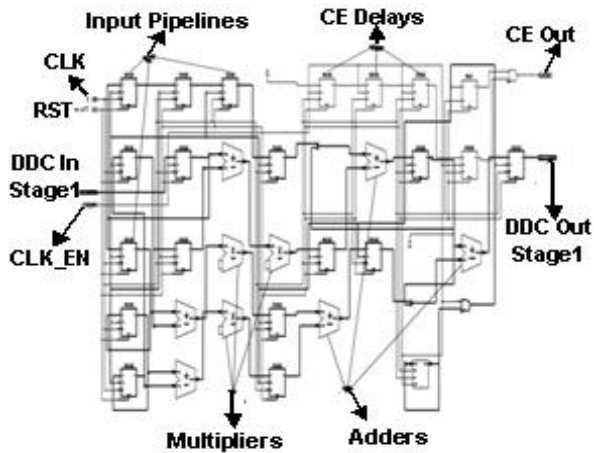 Input Pipelines
CE Delays
CE Out
CLK
RST
DDC In
Stage1
CLK_EN
DDC Out
Stage1
Multipliers
Adders